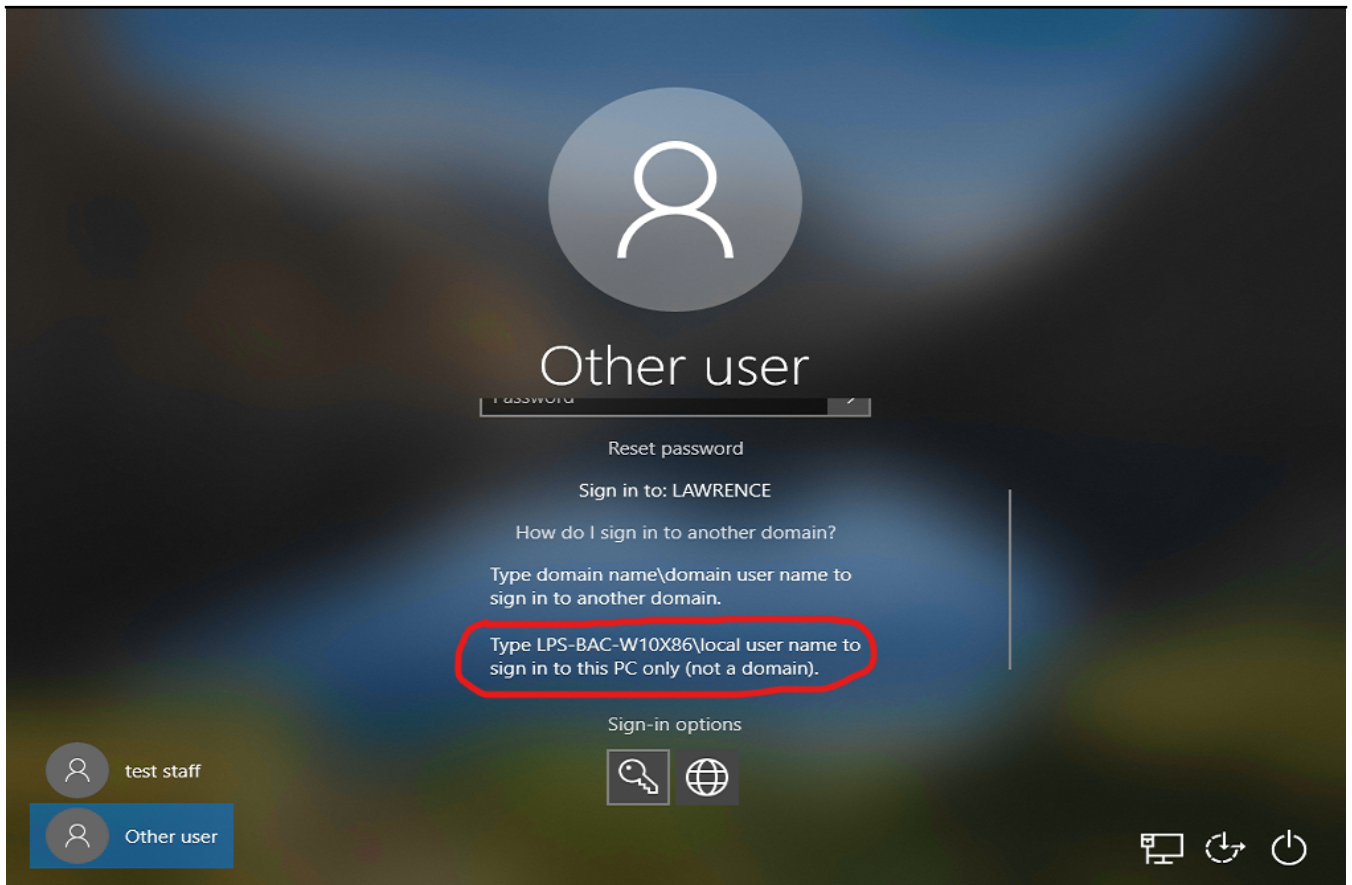 Other user
Password
Reset password
Sign in to: LAWRENCE
How do I sign in to another domain?
Type domain name\domain user name to
sign in to another domain.
Type LPS-BAC-W10X86\local user name to
sign in to this PC only (not a domain).
Sign-in options
test staff
Other user